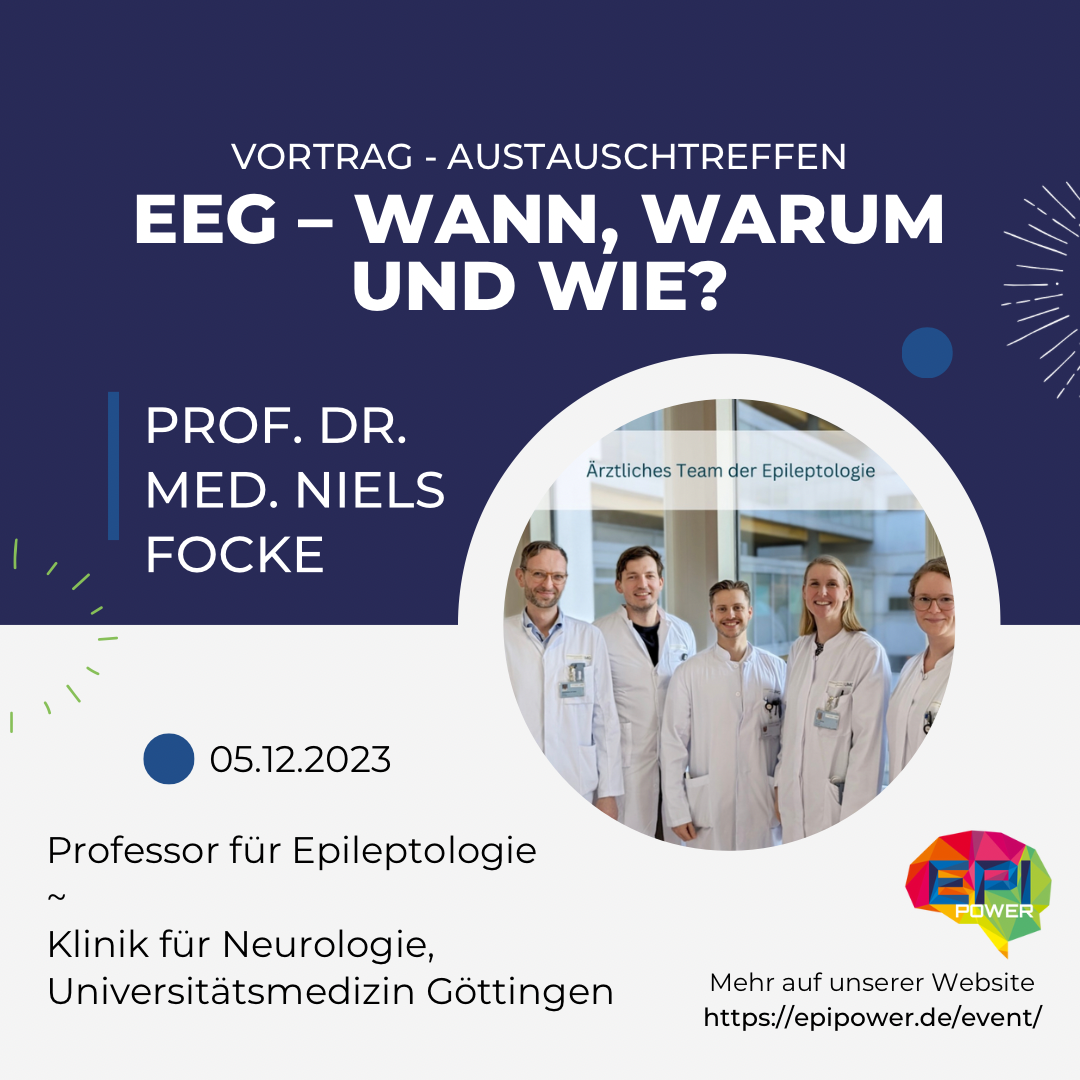 VORTRAG - AUSTAUSCHTREFFEN
EEG – WANN, WARUM
UND WIE?
PROF. DR.
MED. NIELS
FOCKE
Ärztliches Team der Epileptologie
05.12.2023
Professor für Epileptologie
~
Klinik für Neurologie,
Universitätsmedizin Göttingen
EPI
POWER
Mehr auf unserer Website
https://epipower.de/event/